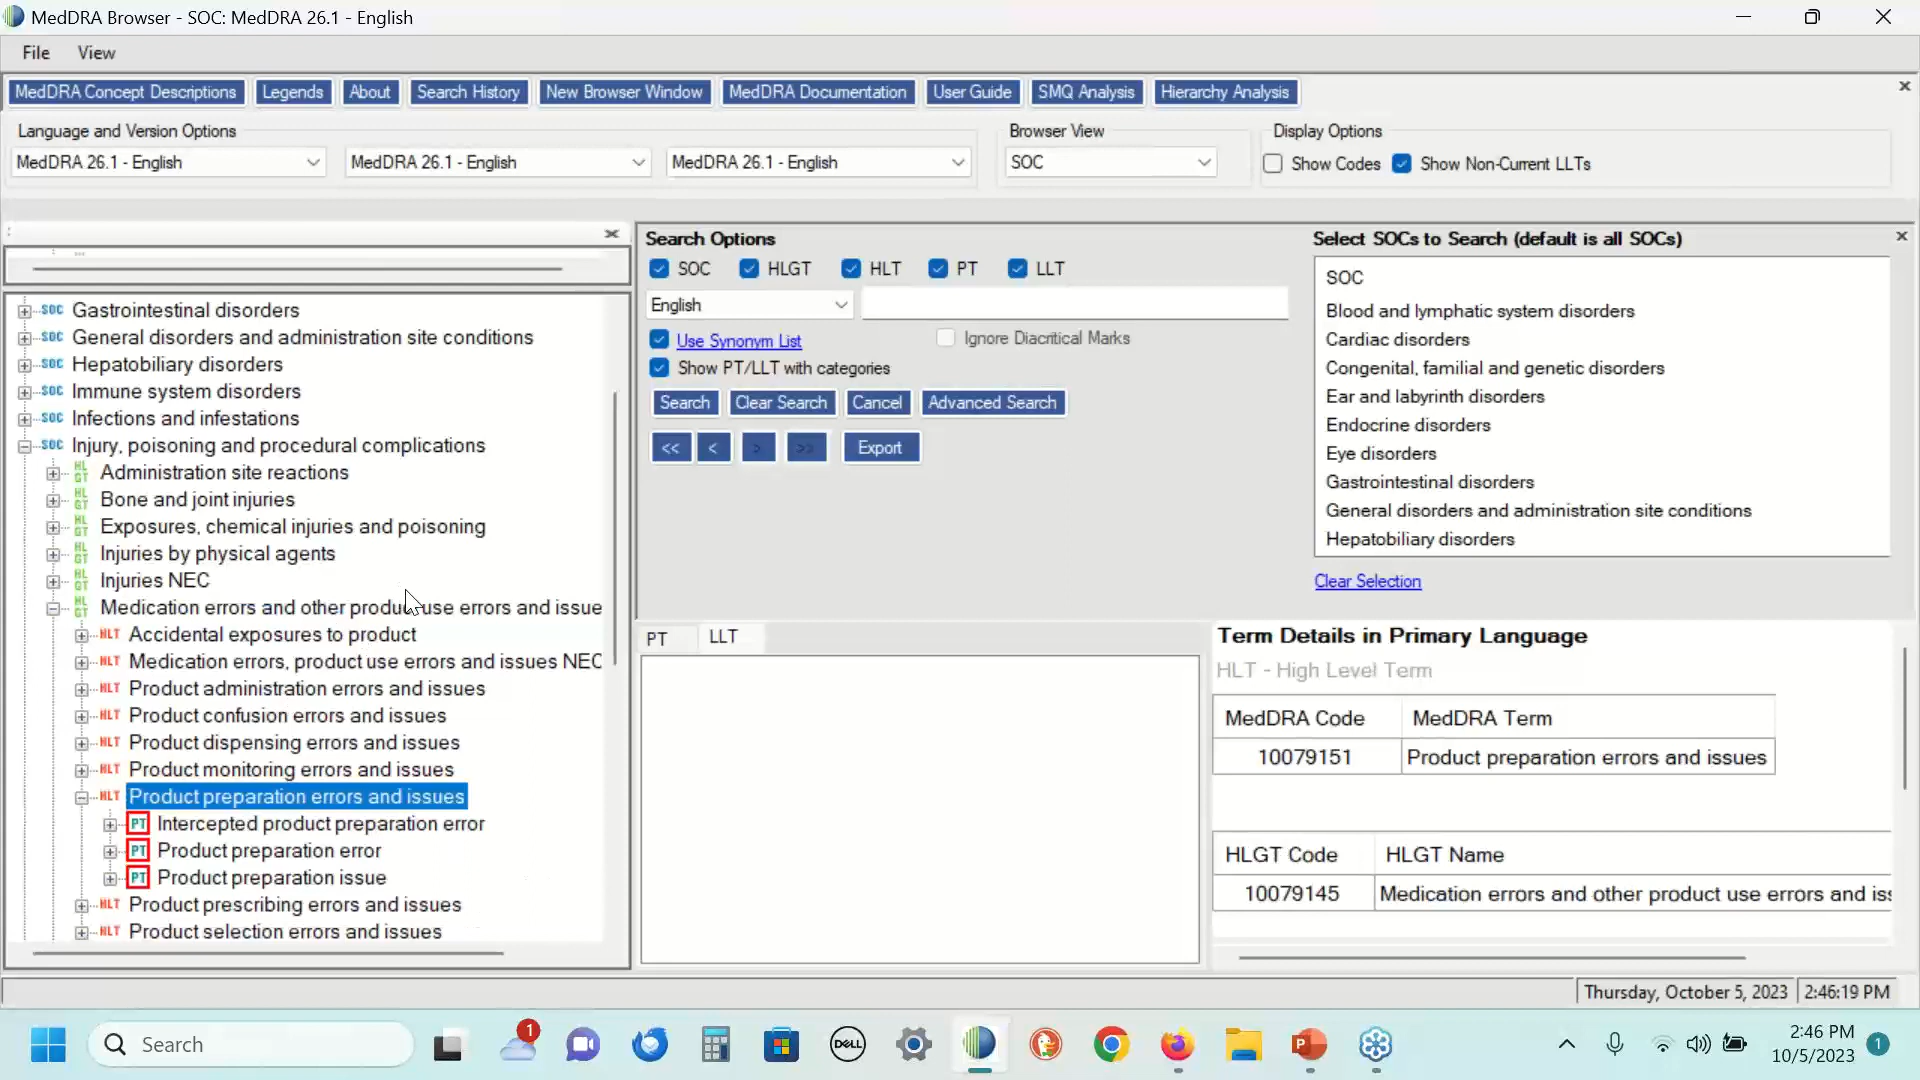 MedDRA Browser - SOC: MedDRA 26.1 - English
File View
MedDRA Concept Descriptions Legends About Search History New Browser Window MedDRA Documentation User Guide SMQ Analysis Hierarchy Analysis
Language and Version Options
MedDRA 26.1 - English MedDRA 26.1 - English MedDRA 26.1 - English
Browser View
SOC
Display Options
Show Codes Show Non-Current LLTs
SOC Gastrointestinal disorders
SOC General disorders and administration site conditions
SOC Hepatobiliary disorders
SOC Immune system disorders
SOC Infections and infestations
SOC Injury, poisoning and procedural complications
HLGT Administration site reactions
HLGT Bone and joint injuries
HLGT Exposures, chemical injuries and poisoning
HLGT Injuries by physical agents
HLGT Injuries NEC
HLGT Medication errors and other product use errors and issue
HLT Accidental exposures to product
HLT Medication errors, product use errors and issues NEC
HLT Product administration errors and issues
HLT Product confusion errors and issues
HLT Product dispensing errors and issues
HLT Product monitoring errors and issues
HLT Product preparation errors and issues
PT Intercepted product preparation error
PT Product preparation error
PT Product preparation issue
HLT Product prescribing errors and issues
HLT Product selection errors and issues
Search Options
SOC HLGT HLT PT LLT
English
Use Synonym List Ignore Diacritical Marks
Show PT/LLT with categories
Search Clear Search Cancel Advanced Search
<< < > >> Export
Select SOCs to Search (default is all SOCs)
SOC
Blood and lymphatic system disorders
Cardiac disorders
Congenital, familial and genetic disorders
Ear and labyrinth disorders
Endocrine disorders
Eye disorders
Gastrointestinal disorders
General disorders and administration site conditions
Hepatobiliary disorders
Clear Selection
PT LLT
Term Details in Primary Language
HLT - High Level Term
MedDRA Code MedDRA Term
10079151 Product preparation errors and issues
HLGT Code HLGT Name
10079145 Medication errors and other product use errors and iss
Thursday, October 5, 2023 2:46:19 PM
Search
1
DELL
P
2:46 PM
10/5/2023
1